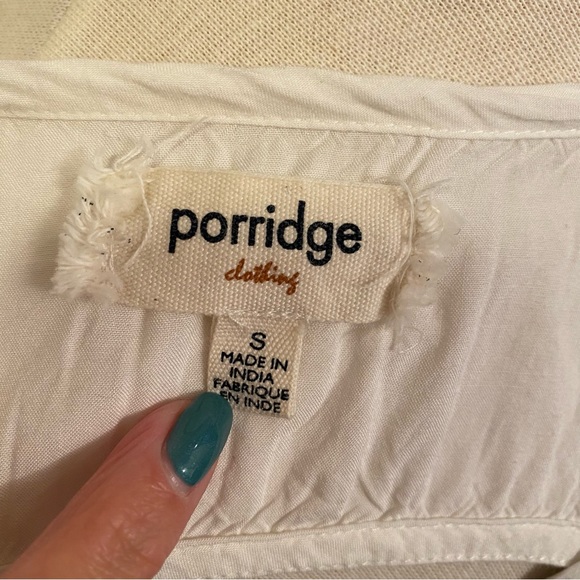 porridge
clothing
S
MADE IN
INDIA
FABRIQUE
EN INDE